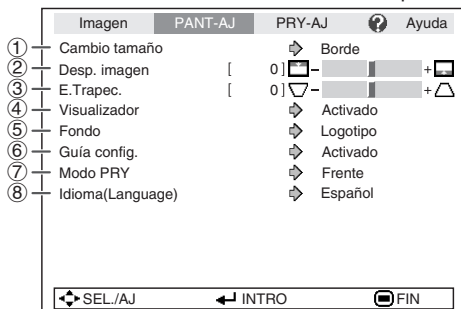 Imagen PANT-AJ PRY-AJ ? Ayuda
① Cambio tamaño Borde
② Desp. imagen [ 0 ] - +
③ E.Trapec. [ 0 ] - +
④ Visualizador Activado
⑤ Fondo Logotipo
⑥ Guía config. Activado
⑦ Modo PRY Frente
⑧ Idioma(Language) Español
SEL./AJ INTRO FIN